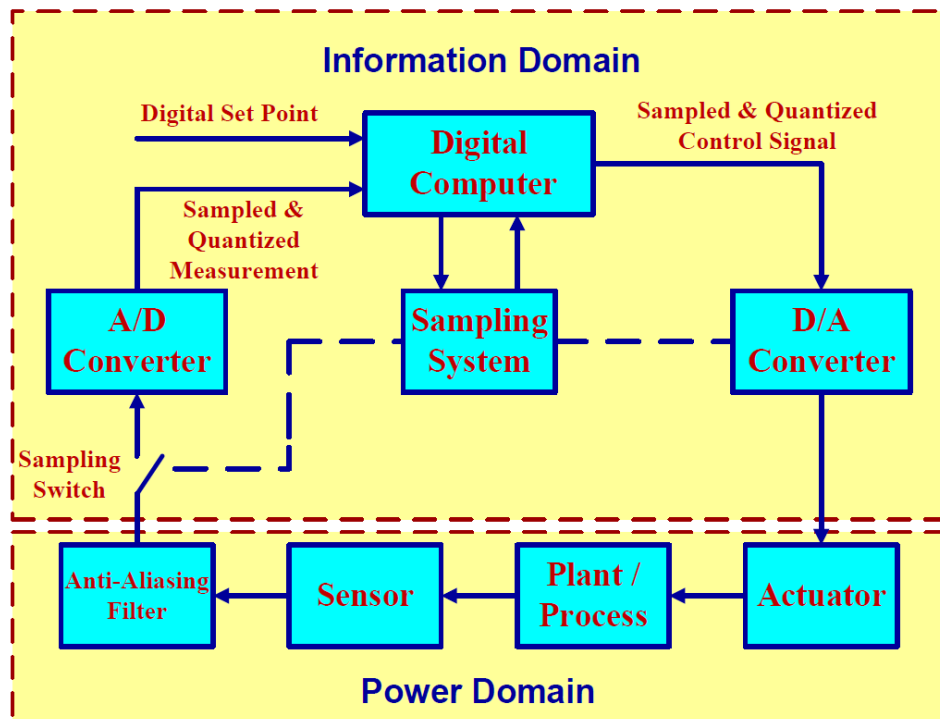 Information Domain
Digital Set Point
Digital
Computer
Sampled & Quantized
Control Signal
Sampled &
Quantized
Measurement
A/D
Converter
Sampling
System
D/A
Converter
Sampling
Switch
Anti-Aliasing
Filter
Sensor
Plant /
Process
Actuator
Power Domain